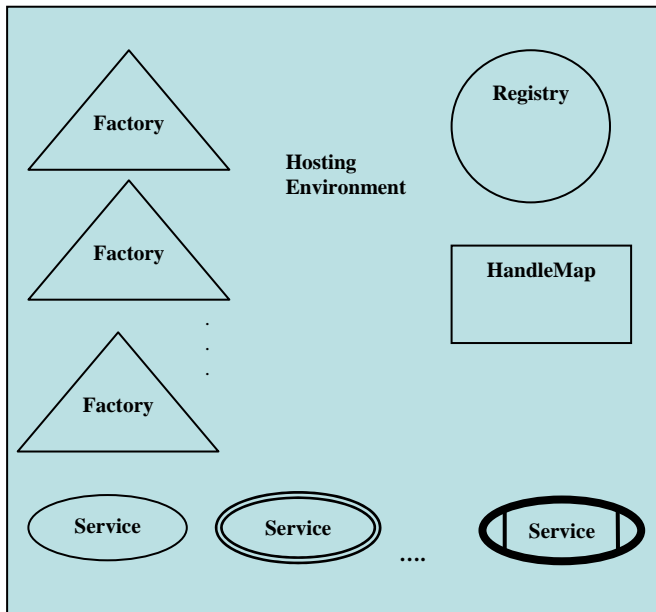 Factory
Registry
Hosting
Environment
Factory
HandleMap
.
.
.
Factory
Service
Service
....
Service